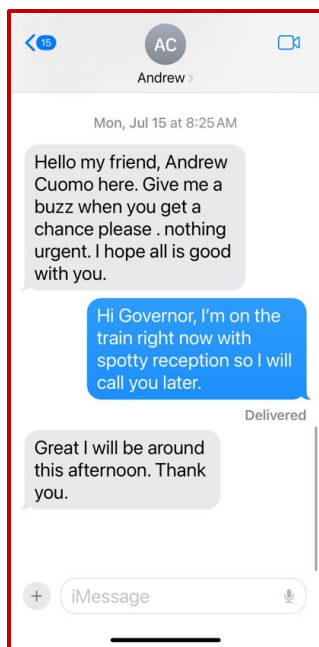 15
AC
Andrew
Mon, Jul 15 at 8:25 AM
Hello my friend, Andrew
Cuomo here. Give me a
buzz when you get a
chance please . nothing
urgent. I hope all is good
with you.
Hi Governor, I'm on the
train right now with
spotty reception so I will
call you later.
Delivered
Great I will be around
this afternoon. Thank
you.
iMessage